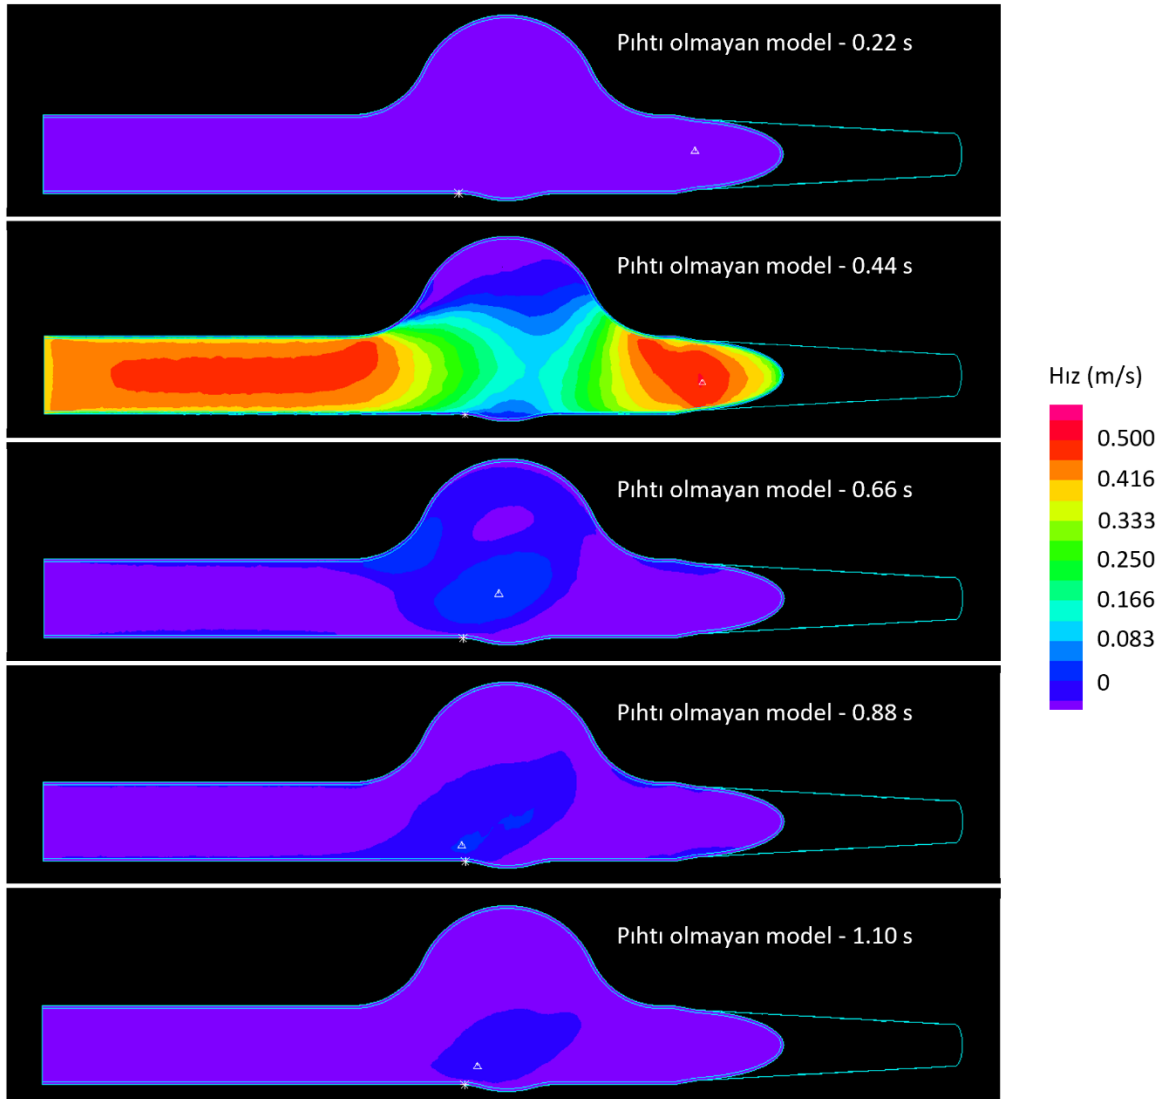 Pıhtı olmayan model - 0.22 s
Pıhtı olmayan model - 0.44 s
Pıhtı olmayan model - 0.66 s
Pıhtı olmayan model - 0.88 s
Pıhtı olmayan model - 1.10 s
Hız (m/s)
0.500
0.416
0.333
0.250
0.166
0.083
0